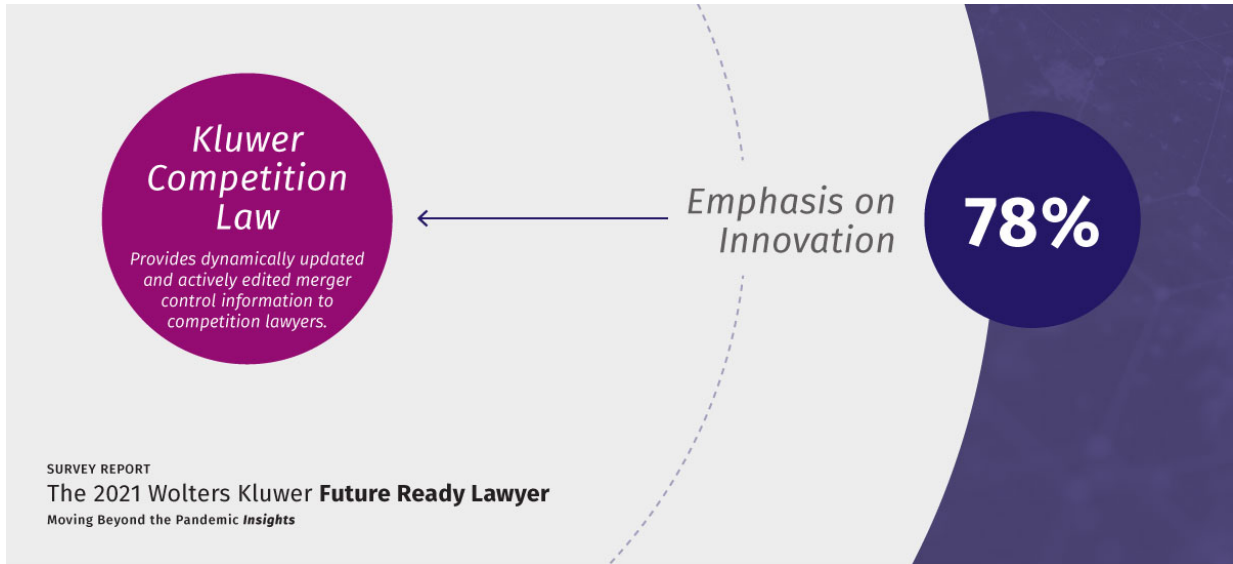 Kluwer
Competition
Law
Provides dynamically updated
and actively edited merger
control information to
competition lawyers.
Emphasis on
Innovation
78%
SURVEY REPORT
The 2021 Wolters Kluwer Future Ready Lawyer
Moving Beyond the Pandemic Insights